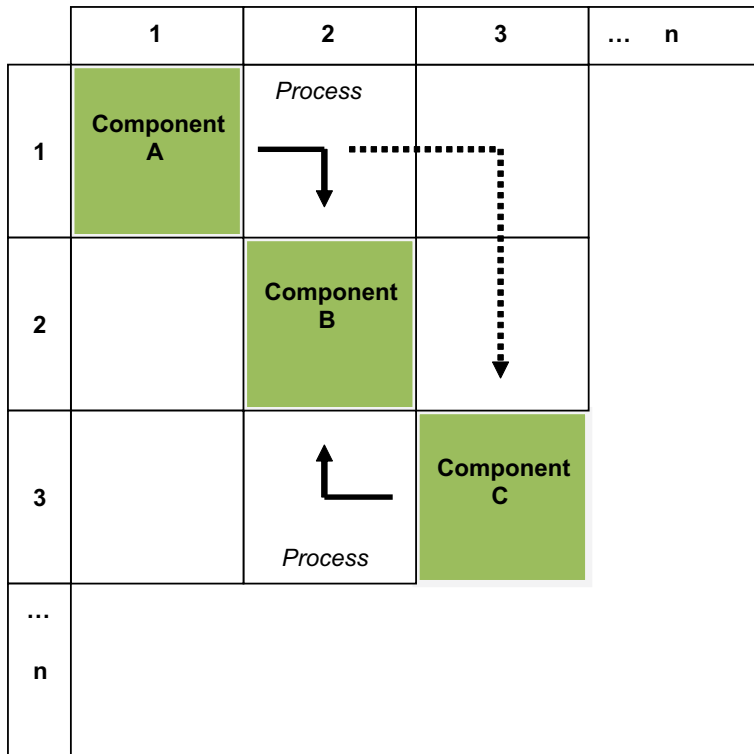 1 2 3 … n
Process
Component
A
1
Component
B
2
Component
C
3
Process
…
n